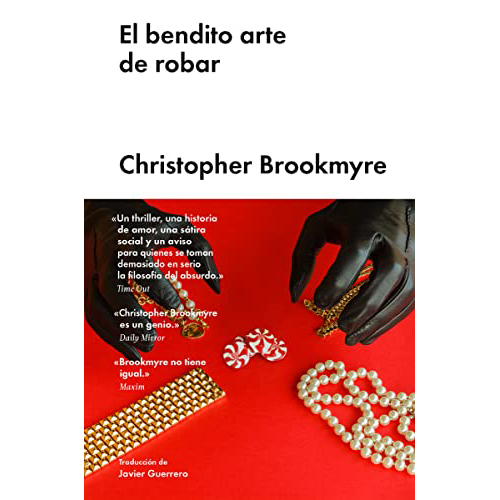 El bendito arte
de robar
Christopher Brookmyre
«Un thriller, una historia
de amor, una sátira
social y un aviso
para quienes se toman
demasiado en serio
la filosofía del absurdo.»
Time Out
«Christopher Brookmyre
es un genio.»
Daily Mirror
«Brookmyre no tiene
igual.»
Maxim
Traducción de
Javier Guerrero